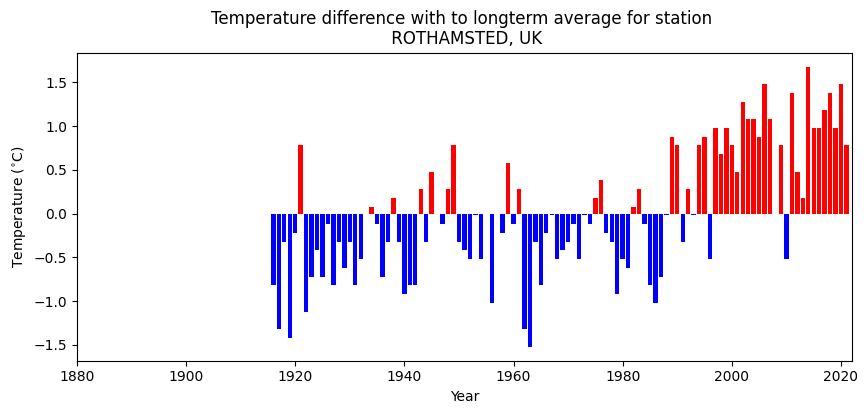 Temperature difference with to longterm average for station
ROTHAMSTED, UK
Temperature (°C)
1.5
1.0
0.5
0.0
−0.5
−1.0
−1.5
1880 1900 1920 1940 1960 1980 2000 2020
Year